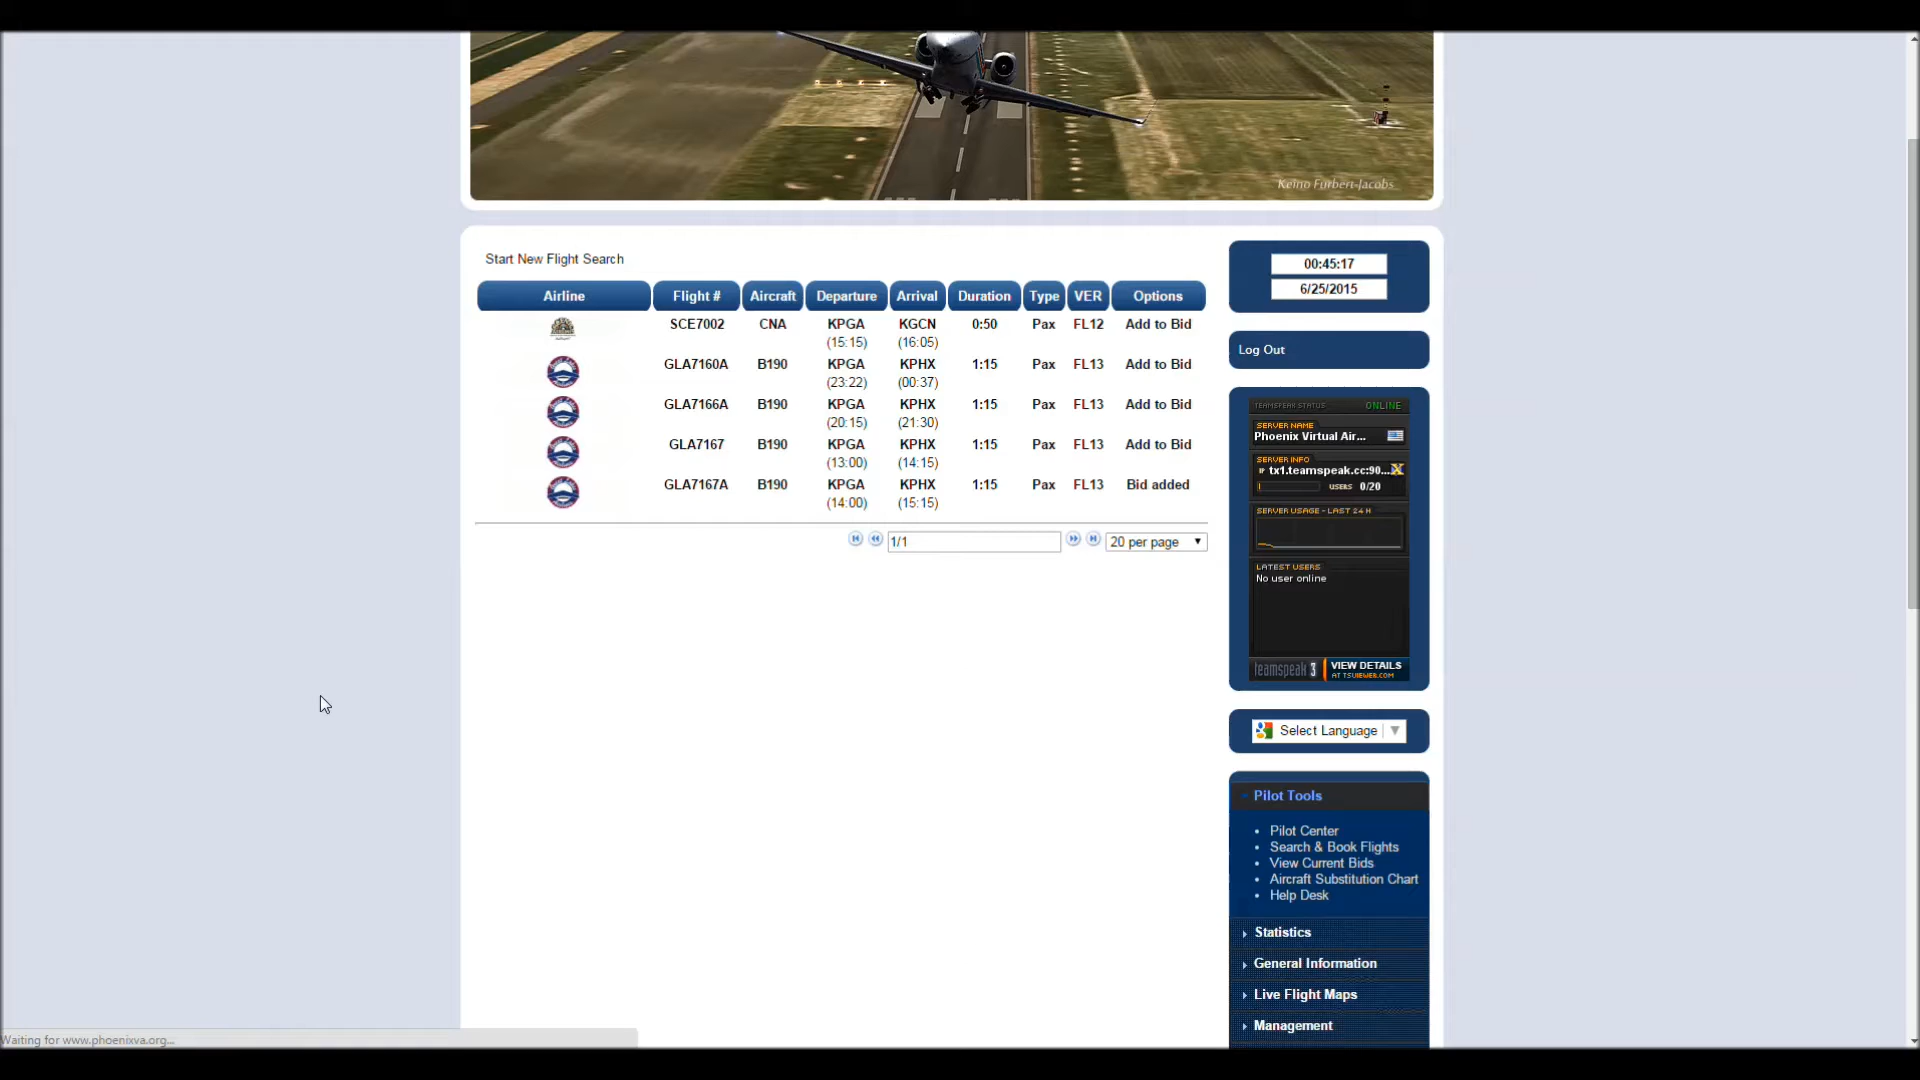 Keino Furbert-Jacobs
Start New Flight Search
Airline Flight # Aircraft Departure Arrival Duration Type VER Options
SCE7002 CNA KPGA KGCN 0:50 Pax FL12 Add to Bid
(15:15) (16:05)
GLA7160A B190 KPGA KPHX 1:15 Pax FL13 Add to Bid
(23:22) (00:37)
GLA7166A B190 KPGA KPHX 1:15 Pax FL13 Add to Bid
(20:15) (21:30)
GLA7167 B190 KPGA KPHX 1:15 Pax FL13 Add to Bid
(13:00) (14:15)
GLA7167A B190 KPGA KPHX 1:15 Pax FL13 Bid added
(14:00) (15:15)
1/1 20 per page
00:45:17
6/25/2015
Log Out
TEAMSPEAK STATUS ONLINE
SERVER NAME
Phoenix Virtual Air...
SERVER INFO
IP tx1.teamspeak.cc:90...
USERS 0/20
SERVER USAGE - LAST 24 H
LATEST USERS
No user online
teamspeak 3 VIEW DETAILS
AT TSVIEWER.COM
Select Language
Pilot Tools
Pilot Center
Search & Book Flights
View Current Bids
Aircraft Substitution Chart
Help Desk
Statistics
General Information
Live Flight Maps
Management
Waiting for www.phoenixva.org...